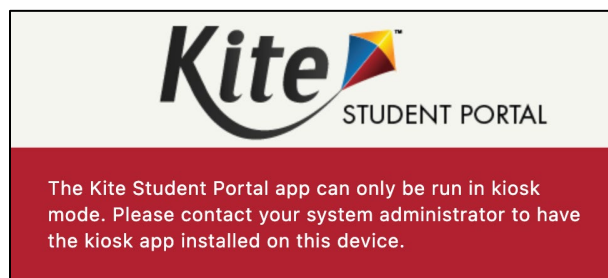 Kite™
STUDENT PORTAL
The Kite Student Portal app can only be run in kiosk
mode. Please contact your system administrator to have
the kiosk app installed on this device.